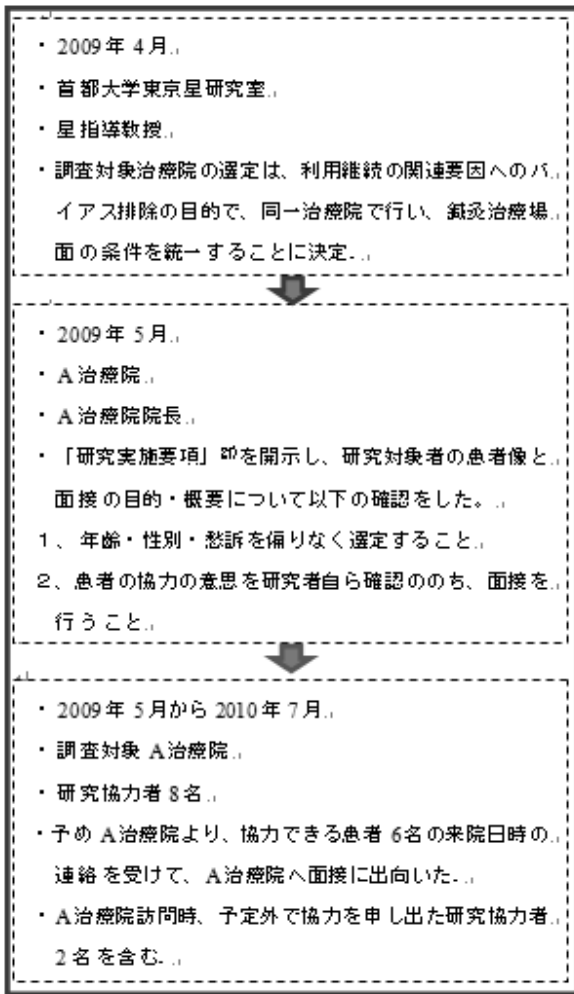 ・ 2009年 4月
・ 首都大学東京星研究室
・ 星指導教授
・ 調査対象治療院の選定は、利用継続の関連要因へのバ
イアス排除の目的で、同一治療院で行い、鍼灸治療場
面の条件を統一することに決定.
・ 2009年 5月
・ A治療院
・ A治療院院長
・ 「研究実施要項」を開示し、研究対象者の患者像と
面接の目的・概要について以下の確認をした。
1、 年齢・性別・愁訴を偏りなく選定すること
2、患者の協力の意思を研究者自ら確認ののち、面接を
行うこと
・ 2009年 5月から 2010年 7月
・ 調査対象 A治療院
・ 研究協力者 8名
・予め A治療院より、協力できる患者 6名の来院日時の
連絡を受けて、A治療院へ面接に出向いた.
・ A治療院訪問時、予定外で協力を申し出た研究協力者
2名を含む.